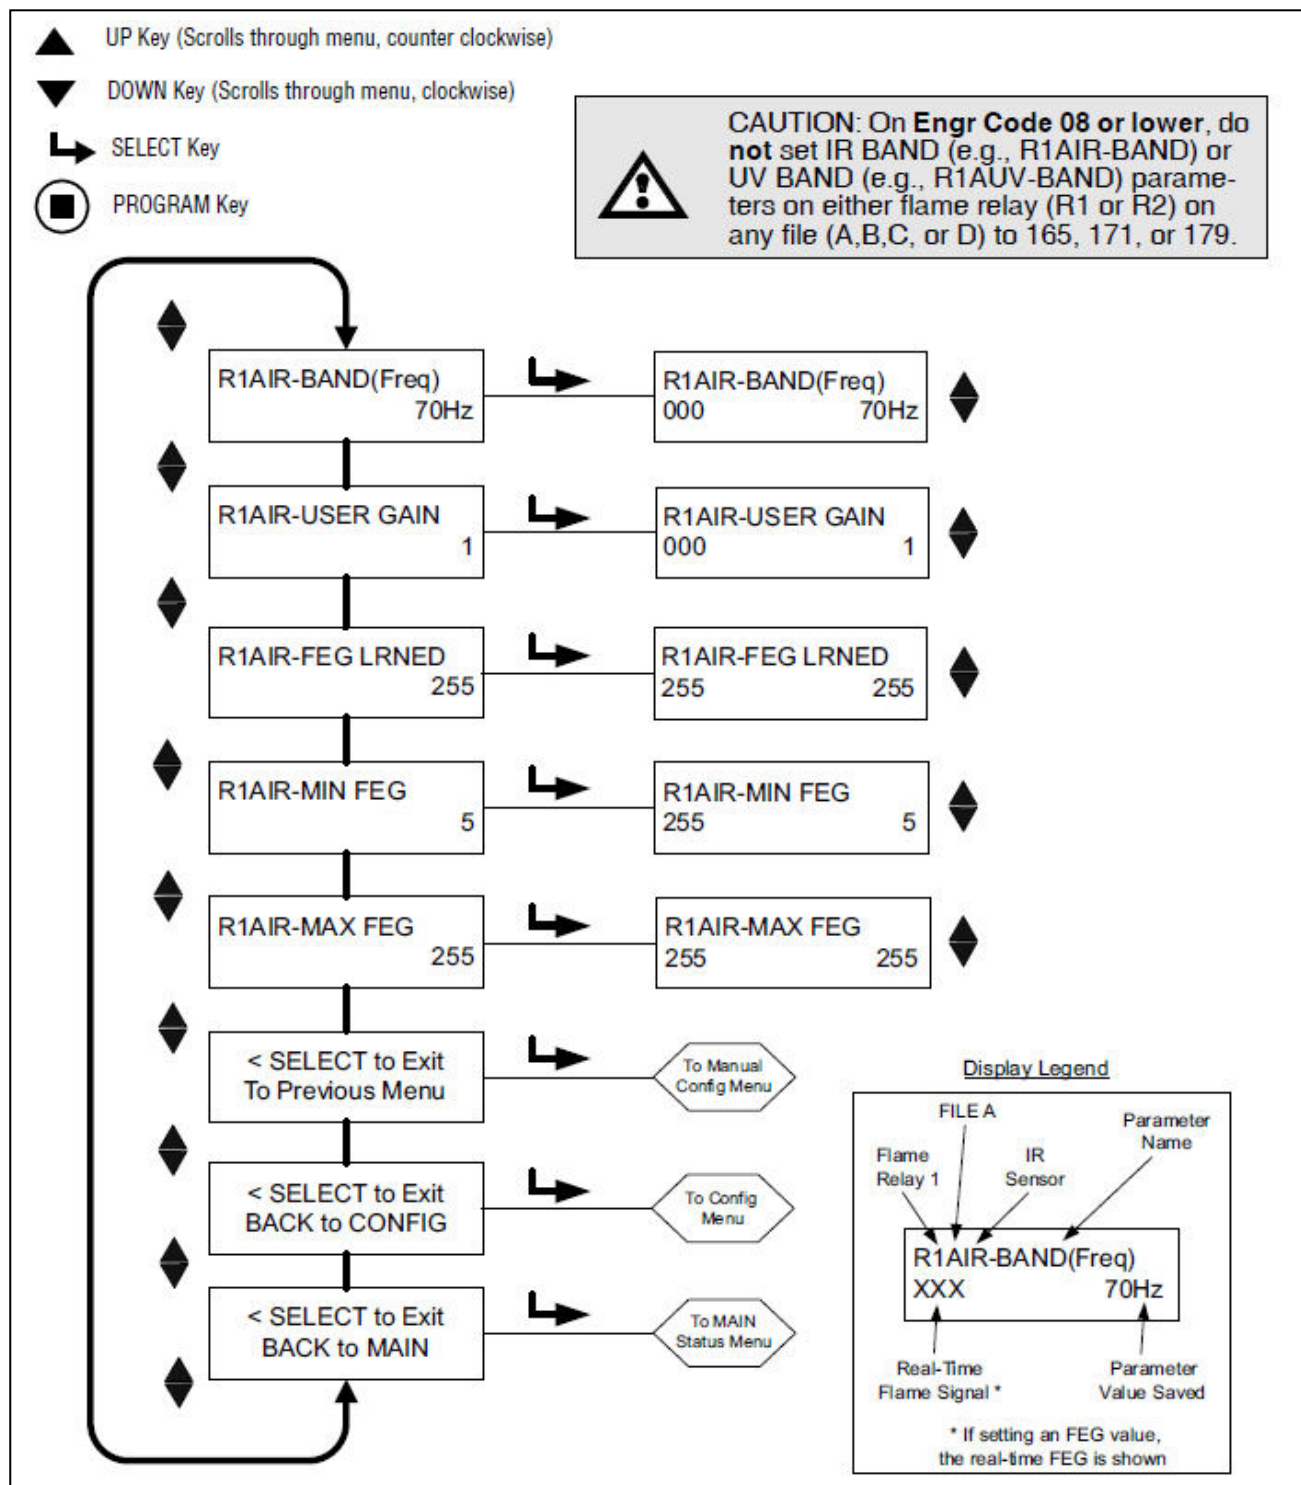 UP Key (Scrolls through menu, counter clockwise)
DOWN Key (Scrolls through menu, clockwise)
SELECT Key
PROGRAM Key
CAUTION: On Engr Code 08 or lower, do
not set IR BAND (e.g., R1AIR-BAND) or
UV BAND (e.g., R1AUV-BAND) parame-
ters on either flame relay (R1 or R2) on
any file (A,B,C, or D) to 165, 171, or 179.
R1AIR-BAND(Freq)
70Hz
R1AIR-BAND(Freq)
000 70Hz
R1AIR-USER GAIN
1
R1AIR-USER GAIN
000 1
R1AIR-FEG LRNED
255
R1AIR-FEG LRNED
255 255
R1AIR-MIN FEG
5
R1AIR-MIN FEG
255 5
R1AIR-MAX FEG
255
R1AIR-MAX FEG
255 255
< SELECT to Exit
To Previous Menu
To Manual
Config Menu
< SELECT to Exit
BACK to CONFIG
To Config
Menu
< SELECT to Exit
BACK to MAIN
To MAIN
Status Menu
Display Legend
FILE A
Parameter
Name
Flame
Relay 1
IR
Sensor
R1AIR-BAND(Freq)
XXX 70Hz
Real-Time
Flame Signal *
Parameter
Value Saved
* If setting an FEG value,
the real-time FEG is shown